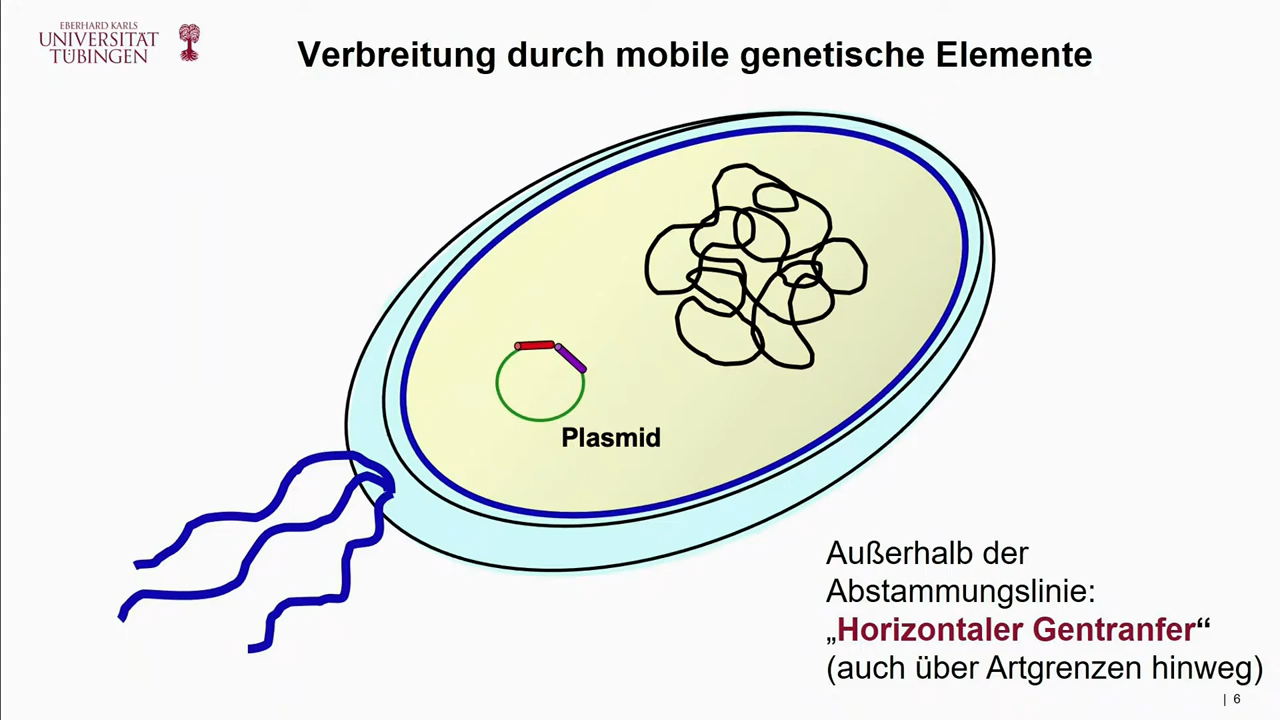 EBERHARD KARLS
UNIVERSITÄT
TÜBINGEN
Verbreitung durch mobile genetische Elemente
Plasmid
Außerhalb der
Abstammungslinie:
„Horizontaler Gentranfer“
(auch über Artgrenzen hinweg)
| 6